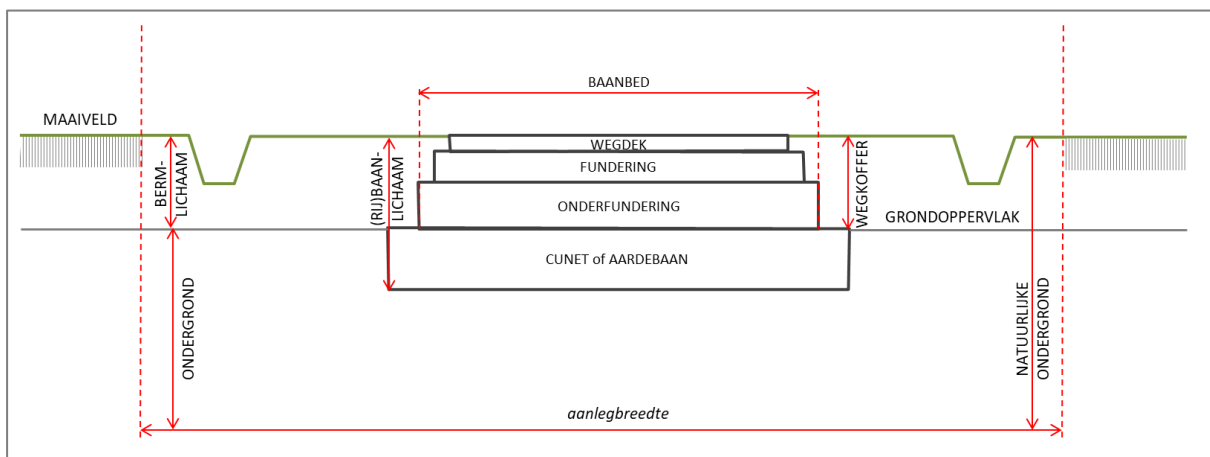 BAANBED
MAAIVELD
WEGDEK
FUNDERING
BERM-
LICHAAM
(RIJ)BAAN-
LICHAAM
WEGKOFFER
ONDERFUNDERING
GRONDOPPERVLAK
CUNET of AARDEBAAN
ONDERGROND
NATUURLIJKE
ONDERGROND
aanlegbreedte